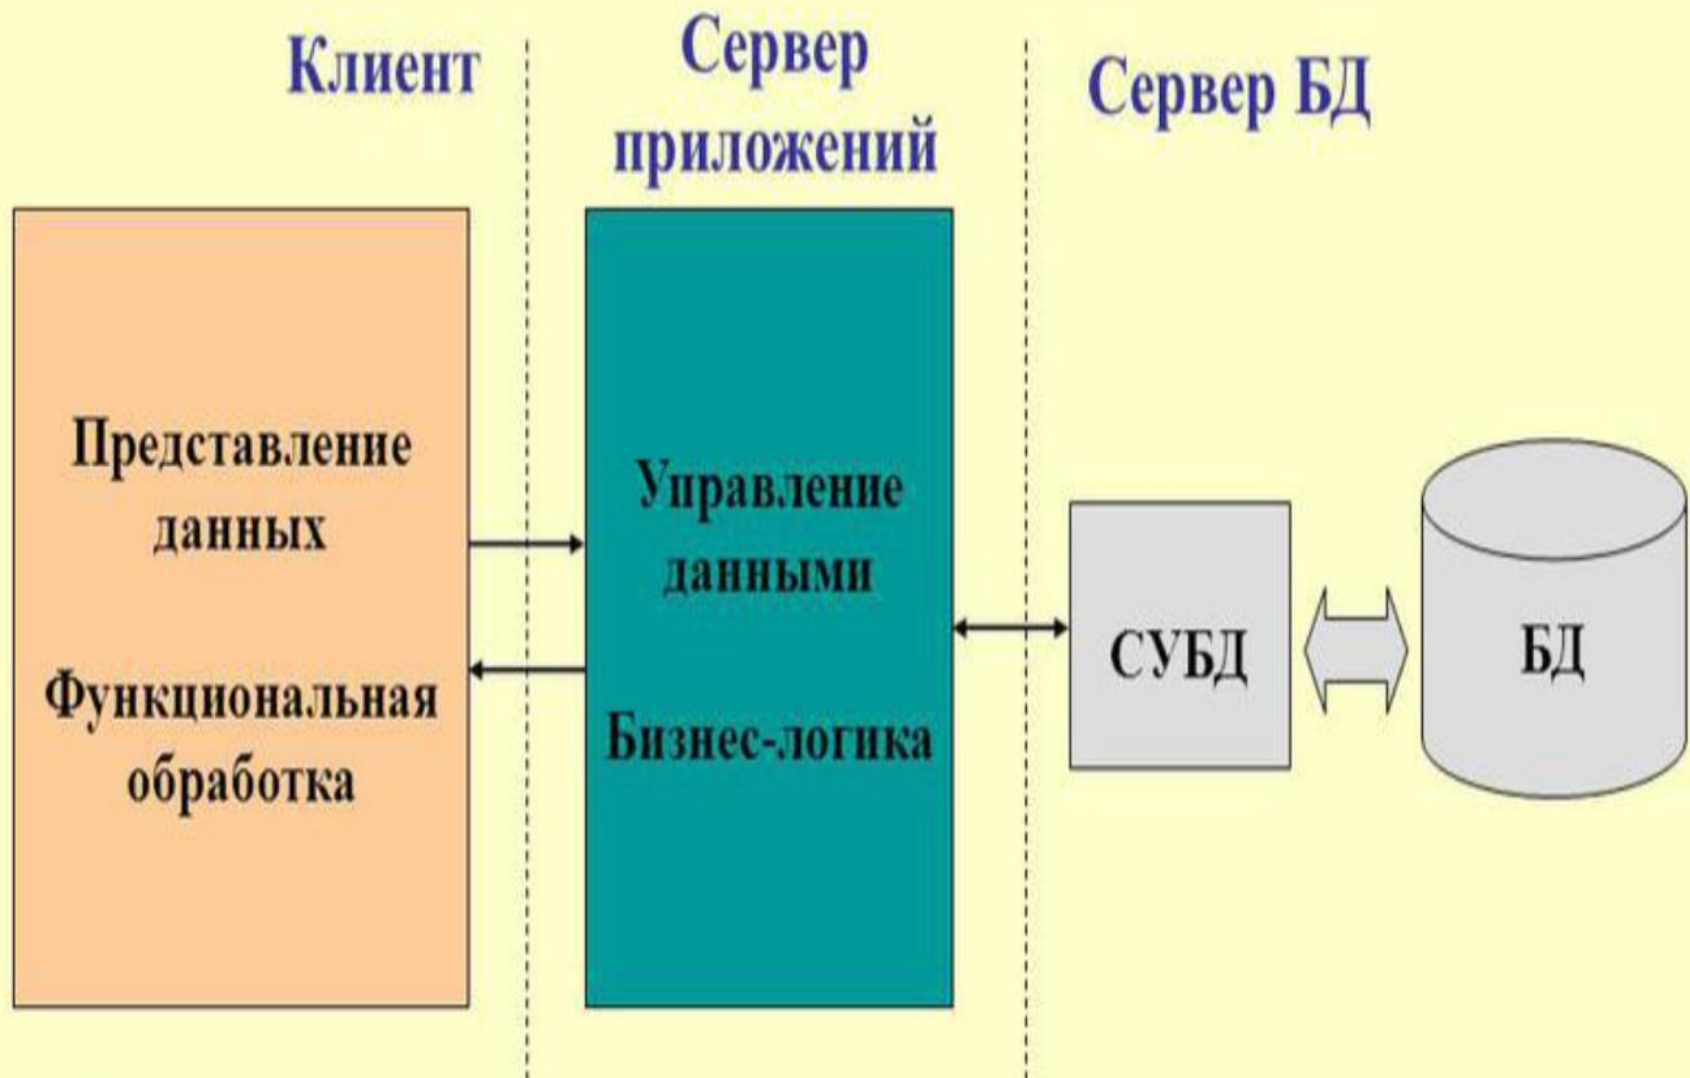 Клиент
Сервер
приложений
Сервер БД
Представление
данных
Функциональная
обработка
Управление
данными
Бизнес-логика
СУБД
БД